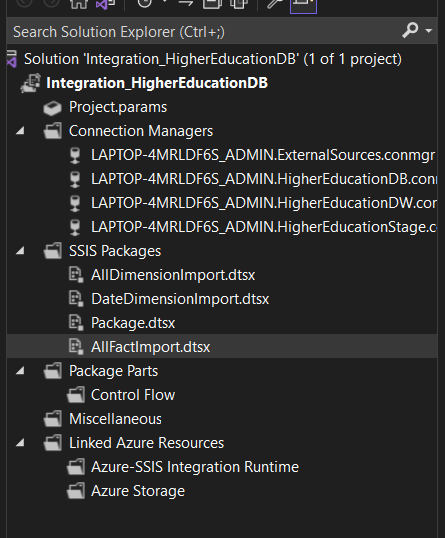 Search Solution Explorer (Ctrl+;)
Solution 'Integration_HigherEducationDB' (1 of 1 project)
Integration_HigherEducationDB
Project.params
Connection Managers
LAPTOP-4MRLDF6S_ADMIN.ExternalSources.conmgr
LAPTOP-4MRLDF6S_ADMIN.HigherEducationDB.conm
LAPTOP-4MRLDF6S_ADMIN.HigherEducationDW.con
LAPTOP-4MRLDF6S_ADMIN.HigherEducationStage.c
SSIS Packages
AllDimensionImport.dtsx
DateDimensionImport.dtsx
Package.dtsx
AllFactImport.dtsx
Package Parts
Control Flow
Miscellaneous
Linked Azure Resources
Azure-SSIS Integration Runtime
Azure Storage